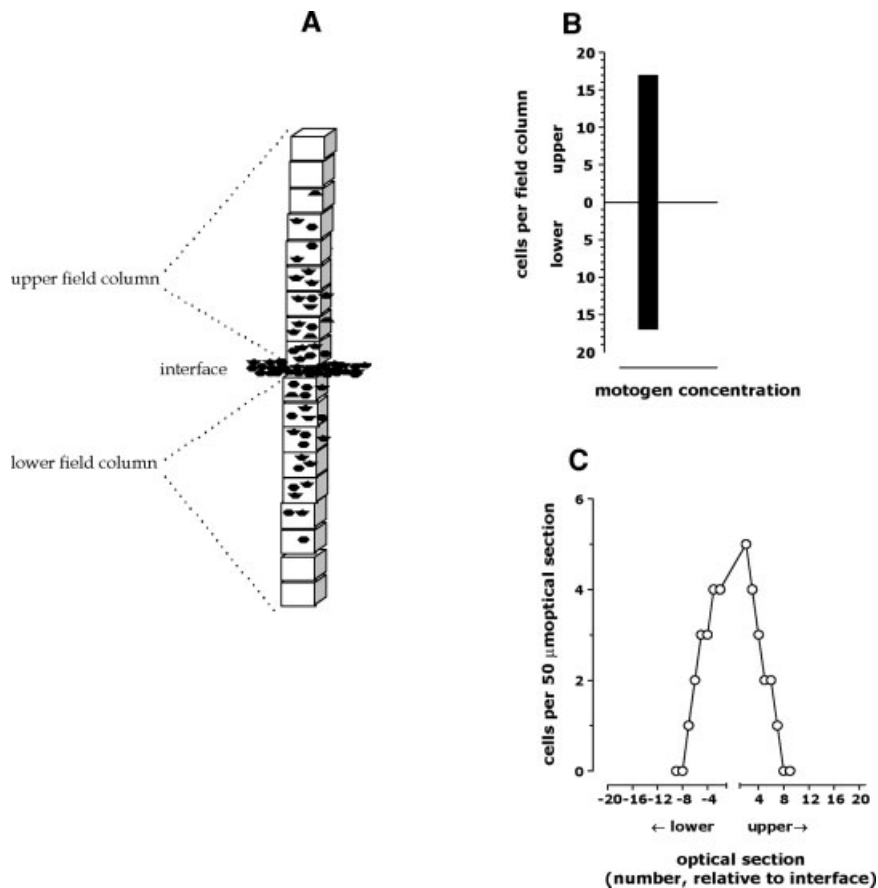 A
upper field column
interface
lower field column
B
cells per field column
upper
lower
20
15
10
5
0
5
10
15
20
motogen concentration
C
cells per 50 μmoptical section
6
4
2
0
-20-16-12 -8 -4 4 8 12 16 20
← lower upper→
optical section
(number, relative to interface)